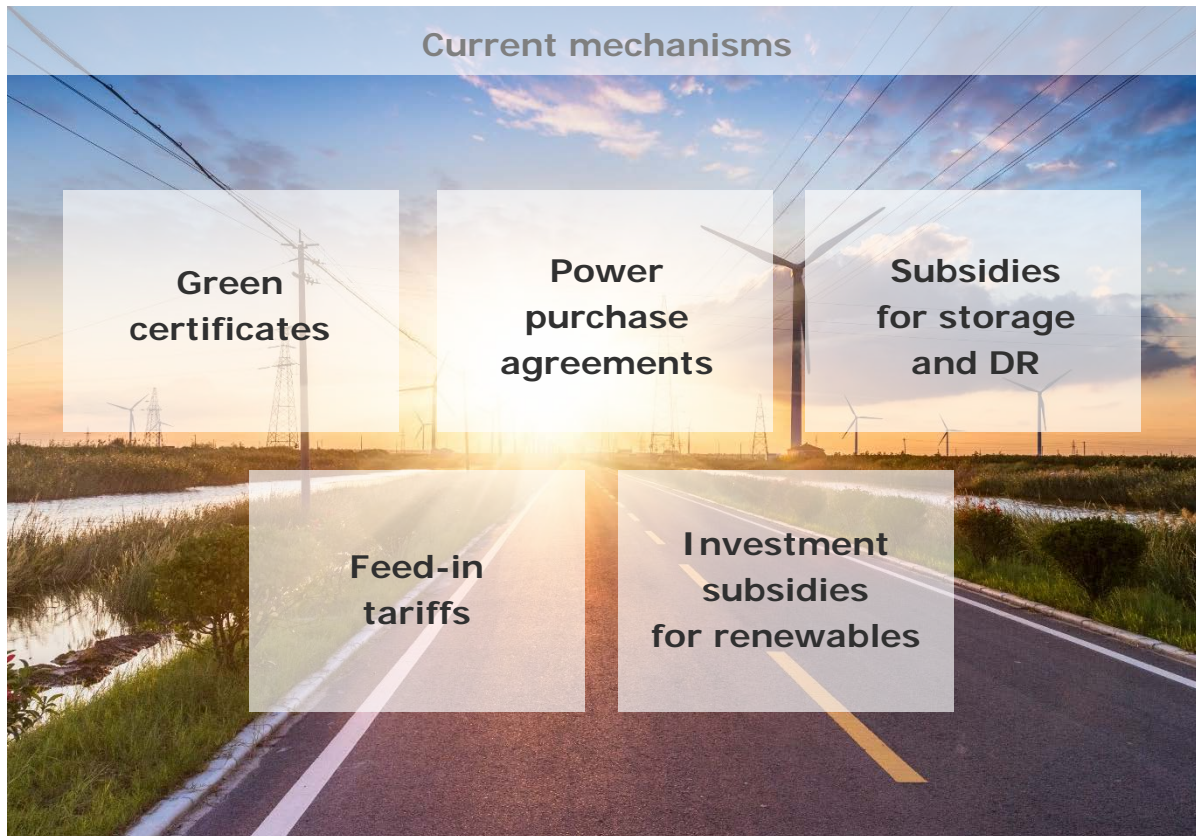 Current mechanisms
Green
certificates
Power
purchase
agreements
Subsidies
for storage
and DR
Feed-in
tariffs
Investment
subsidies
for renewables